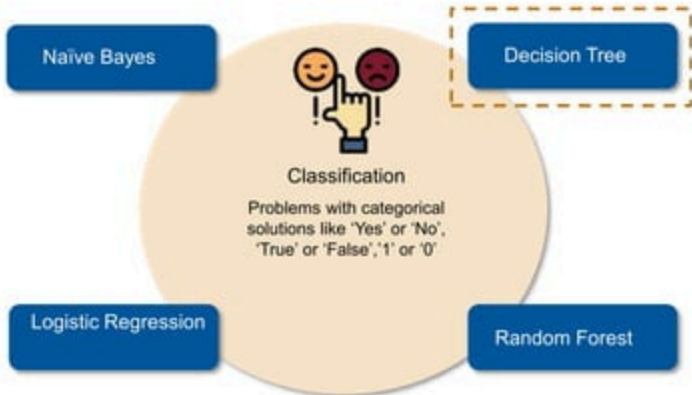 Naïve Bayes
Decision Tree
Classification
Problems with categorical
solutions like 'Yes' or 'No',
'True' or 'False','1' or '0'
Logistic Regression
Random Forest